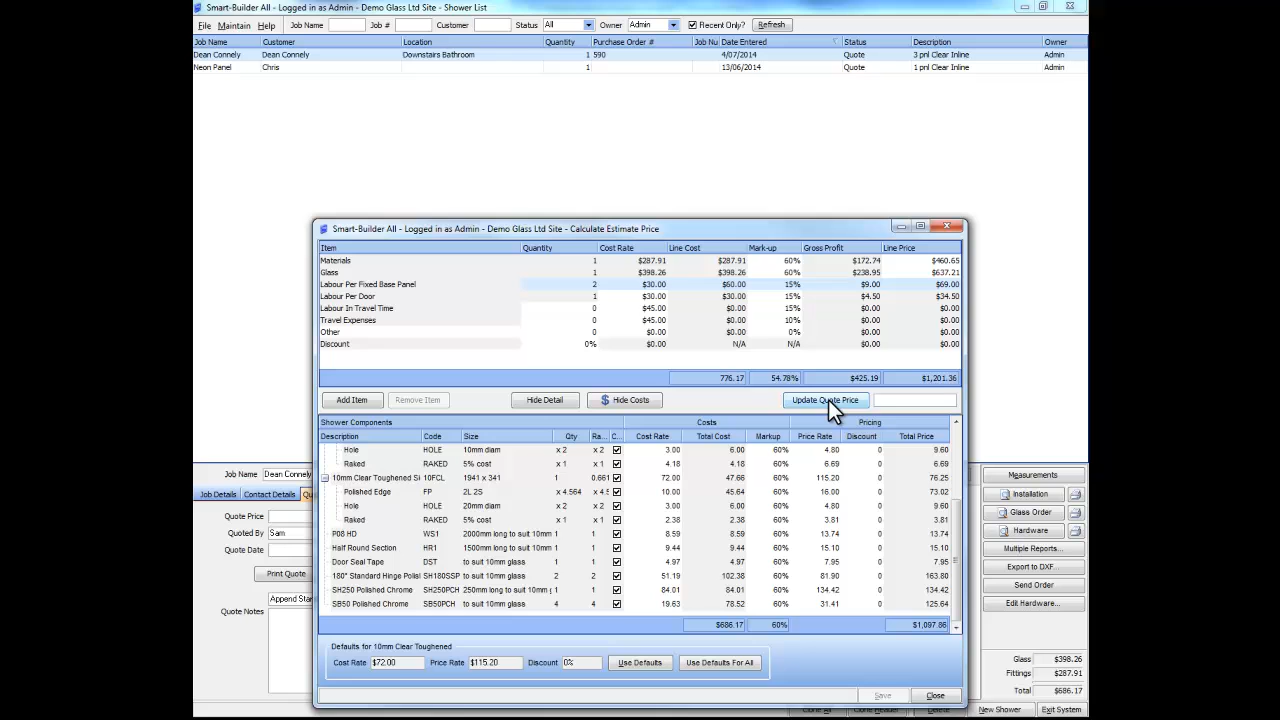 Smart-Builder All - Logged in as Admin - Demo Glass Ltd Site - Shower List
File Maintain Help Job Name Job # Customer Status All Owner Admin Recent Only? Refresh
Job Name Customer Location Quantity Purchase Order # Job Nu Date Entered Status Description Owner
Dean Connely Dean Connely Downstairs Bathroom 1 590 4/07/2014 Quote 3 pnl Clear Inline Admin
Neon Panel Chris 1 13/06/2014 Quote 1 pnl Clear Inline Admin
Smart-Builder All - Logged in as Admin - Demo Glass Ltd Site - Calculate Estimate Price
Item Quantity Cost Rate Line Cost Mark-up Gross Profit Line Price
Materials 1 $287.91 $287.91 60% $172.74 $460.65
Glass 1 $398.26 $398.26 60% $238.95 $637.21
Labour Per Fixed Base Panel 2 $30.00 $60.00 15% $9.00 $69.00
Labour Per Door 1 $30.00 $30.00 15% $4.50 $34.50
Labour In Travel Time 0 $45.00 $0.00 15% $0.00 $0.00
Travel Expenses 0 $45.00 $0.00 10% $0.00 $0.00
Other 0 $0.00 $0.00 0% $0.00 $0.00
Discount 0% $0.00 N/A N/A $0.00 $0.00
776.17 54.78% $425.19 $1,201.36
Add Item Remove Item Hide Detail $ Hide Costs Update Quote Price
Shower Components Costs Pricing
Description Code Size Qty Ra... C... Cost Rate Total Cost Markup Price Rate Discount Total Price
Hole HOLE 10mm diam x 2 x 2 3.00 6.00 60% 4.80 0 9.60
Raked RAKED 5% cost x 1 x 1 4.18 4.18 60% 6.69 0 6.69
10mm Clear Toughened Si 10FCL 1941 x 341 1 0.661 72.00 47.66 60% 115.20 0 76.25
Polished Edge FP 2L 2S x 4.564 x 4.5 10.00 45.64 60% 16.00 0 73.02
Hole HOLE 20mm diam x 2 x 2 3.00 6.00 60% 4.80 0 9.60
Raked RAKED 5% cost x 1 x 1 2.38 2.38 60% 3.81 0 3.81
P08 HD WS1 2000mm long to suit 10mm 1 1 8.59 8.59 60% 13.74 0 13.74
Half Round Section HR1 1500mm long to suit 10mm 1 1 9.44 9.44 60% 15.10 0 15.10
Door Seal Tapq DST to suit 10mm glass 1 1 4.97 4.97 60% 7.95 0 7.95
180° Standard Hinge Polis SH180SSP to suit 10mm glass 2 2 51.19 102.38 60% 81.90 0 163.80
SH250 Polished Chrome SH250PCH 250mm long to suit 10mm g 1 1 84.01 84.01 60% 134.42 0 134.42
SB50 Polished Chrome SB50PCH to suit 10mm glass 4 4 19.63 78.52 60% 31.41 0 125.64
$686.17 60% $1,097.86
Defaults for 10mm Clear Toughened
Cost Rate $72.00 Price Rate $115.20 Discount 0% Use Defaults Use Defaults For All
Save Close
Job Name Dean Connely
Job Details Contact Details
Quote Price
Quoted By Sam
Quote Date
Print Quote
Append Star
Quote Notes
Measurements
Installation
Glass Order
Hardware
Multiple Reports...
Export to DXF...
Send Order
Edit Hardware...
Glass $398.26
Fittings $287.91
Total $686.17
Clone All Clone Header Delete New Shower Exit System